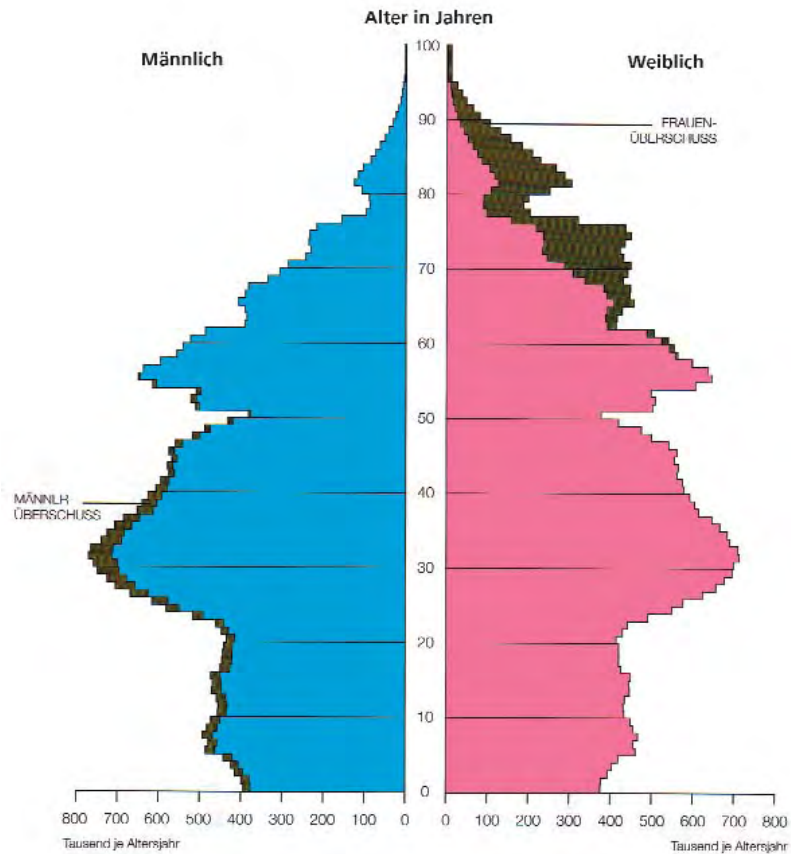 Alter in Jahren
Männlich
Weiblich
100
90
80
70
60
50
40
30
20
10
0
FRAUEN-
ÜBERSCHUSS
MÄNNER
ÜBERSCHUSS
800 700 600 500 400 300 200 100 0
0 100 200 300 400 500 600 700 800
Tausend je Altersjahr
Tausend je Altersjahr